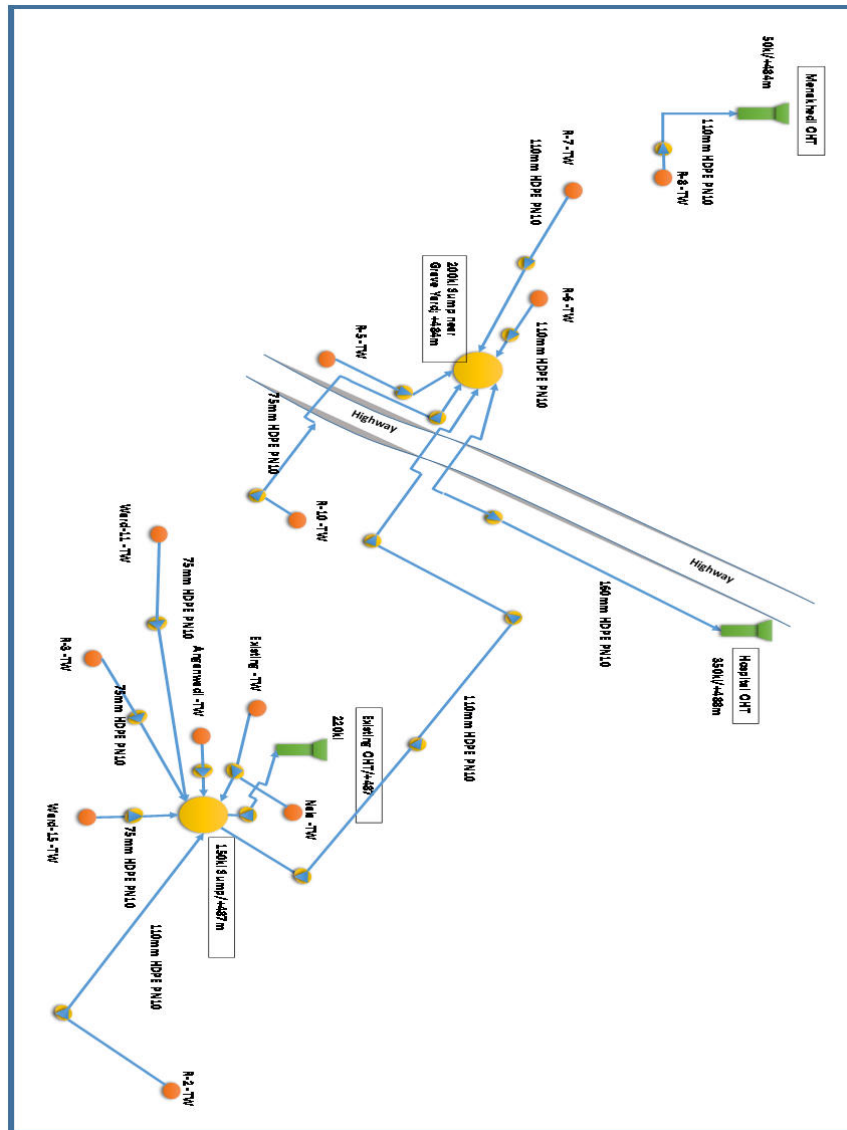 Menakhedi OHT
50kl/+484m
110mm HDPE PN10
R-8 -TW
R-7 -TW
110mm HDPE PN10
R-6 -TW
110mm HDPE PN10
200kl Sump near
Grave Yard; +484m
R-5 -TW
75mm HDPE PN10
Highway
R-10 -TW
Highway
160mm HDPE PN10
Hospital OHT
350kl/+488m
110mm HDPE PN10
Ward-11 -TW
75mm HDPE PN10
R-3 -TW
75mm HDPE PN10
Anganwadi -TW
Existing -TW
Existing OHT/+487
220kl
Nala -TW
150kl Sump/+487m
Ward-15 -TW
75mm HDPE PN10
110mm HDPE PN10
R-2 -TW